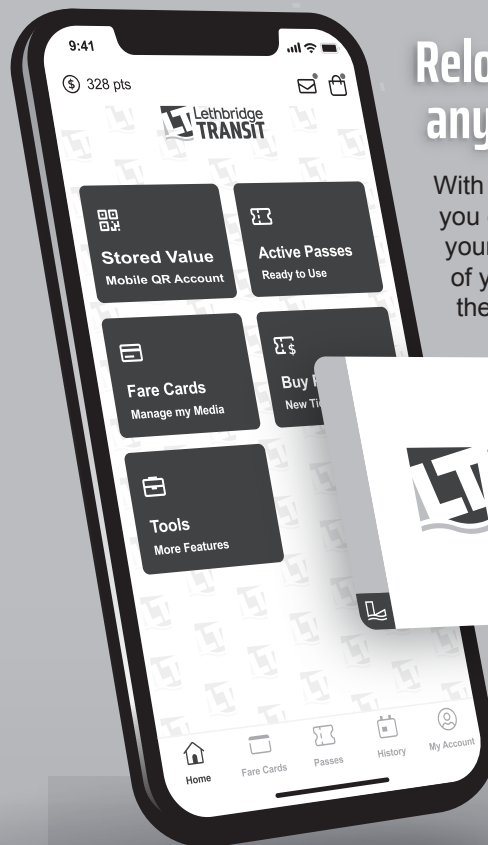 9:41
328 pts
Lethbridge
TRANSIT
Stored Value
Mobile QR Account
Active Passes
Ready to Use
Fare Cards
Manage my Media
Buy
New
Tools
More Features
Home
Fare Cards
Passes
History
My Account
any
With
you
your
of
the
LT